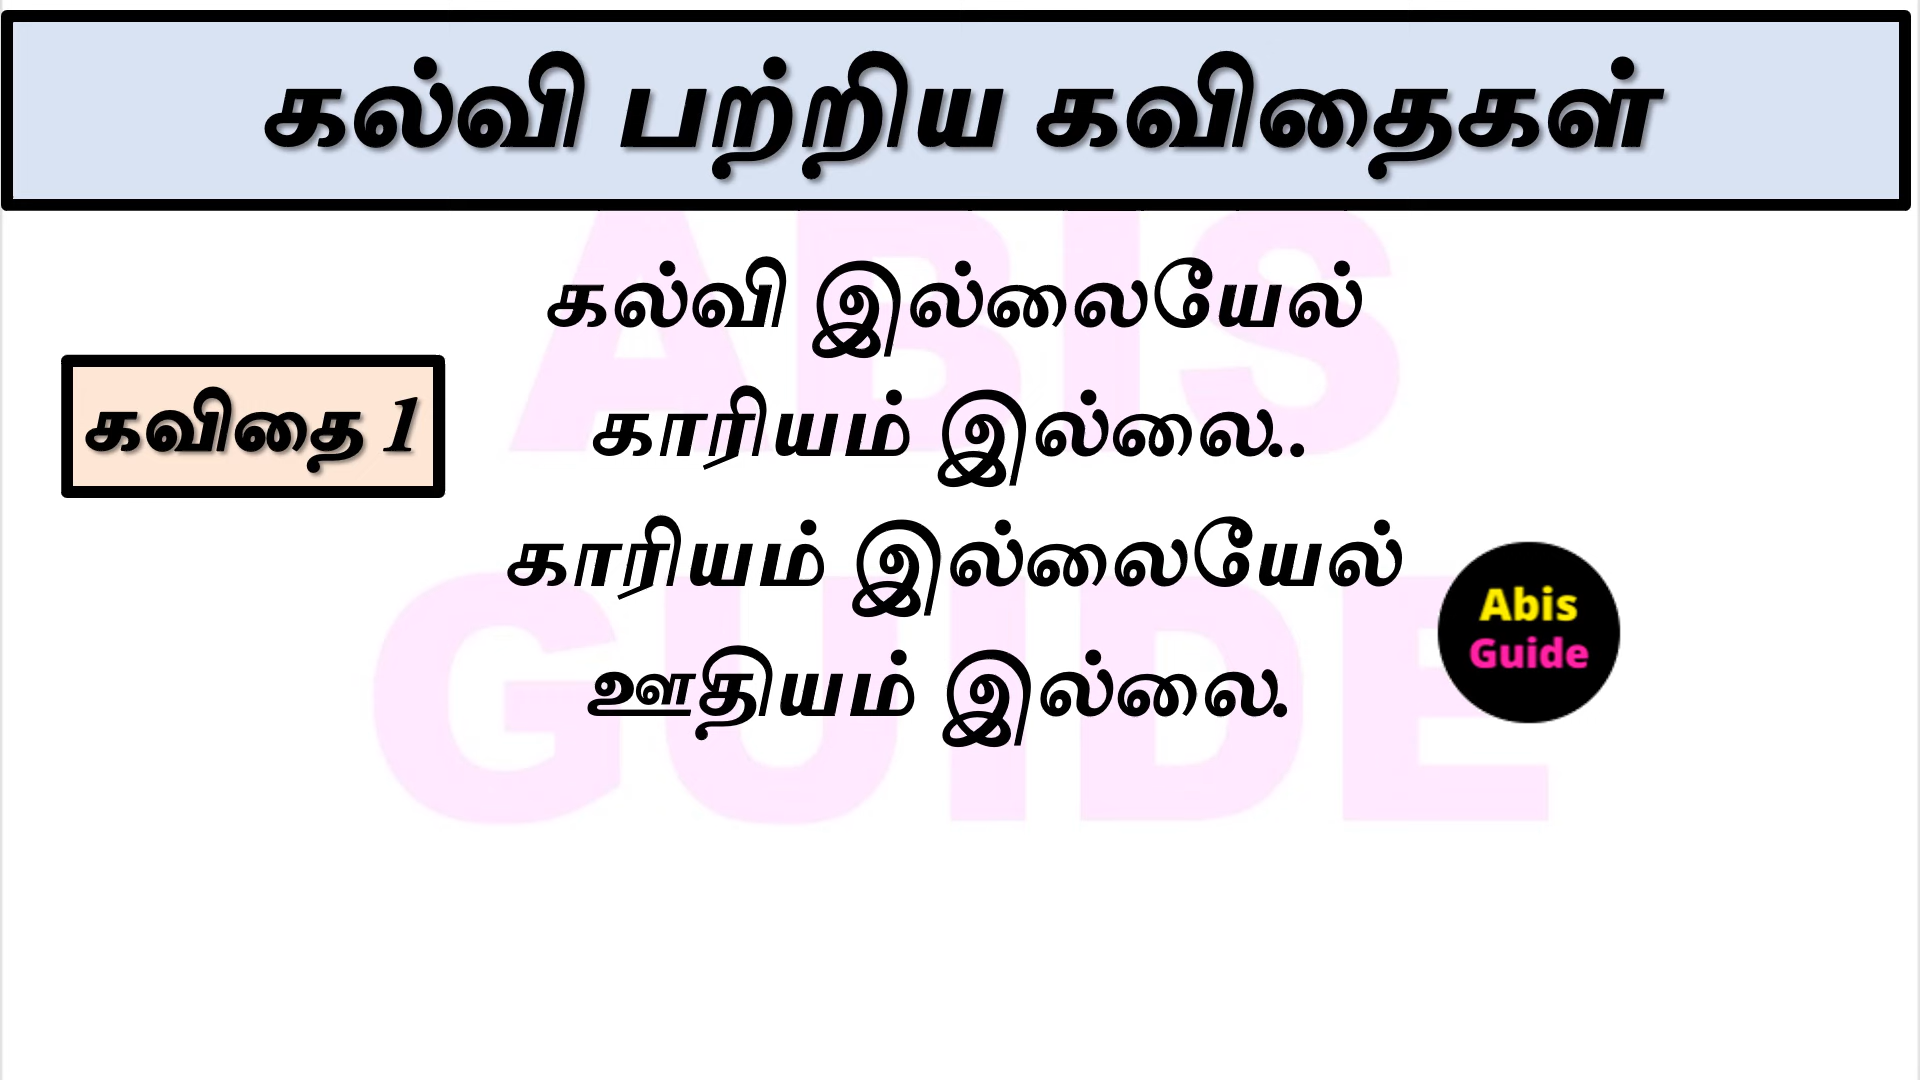 கல்வி பற்றிய கவிதைகள்
கவிதை 1
கல்வி இல்லையேல்
காரியம் இல்லை..
காரியம் இல்லையேல்
ஊதியம் இல்லை.
Abis
Guide
ABIS
GUIDE